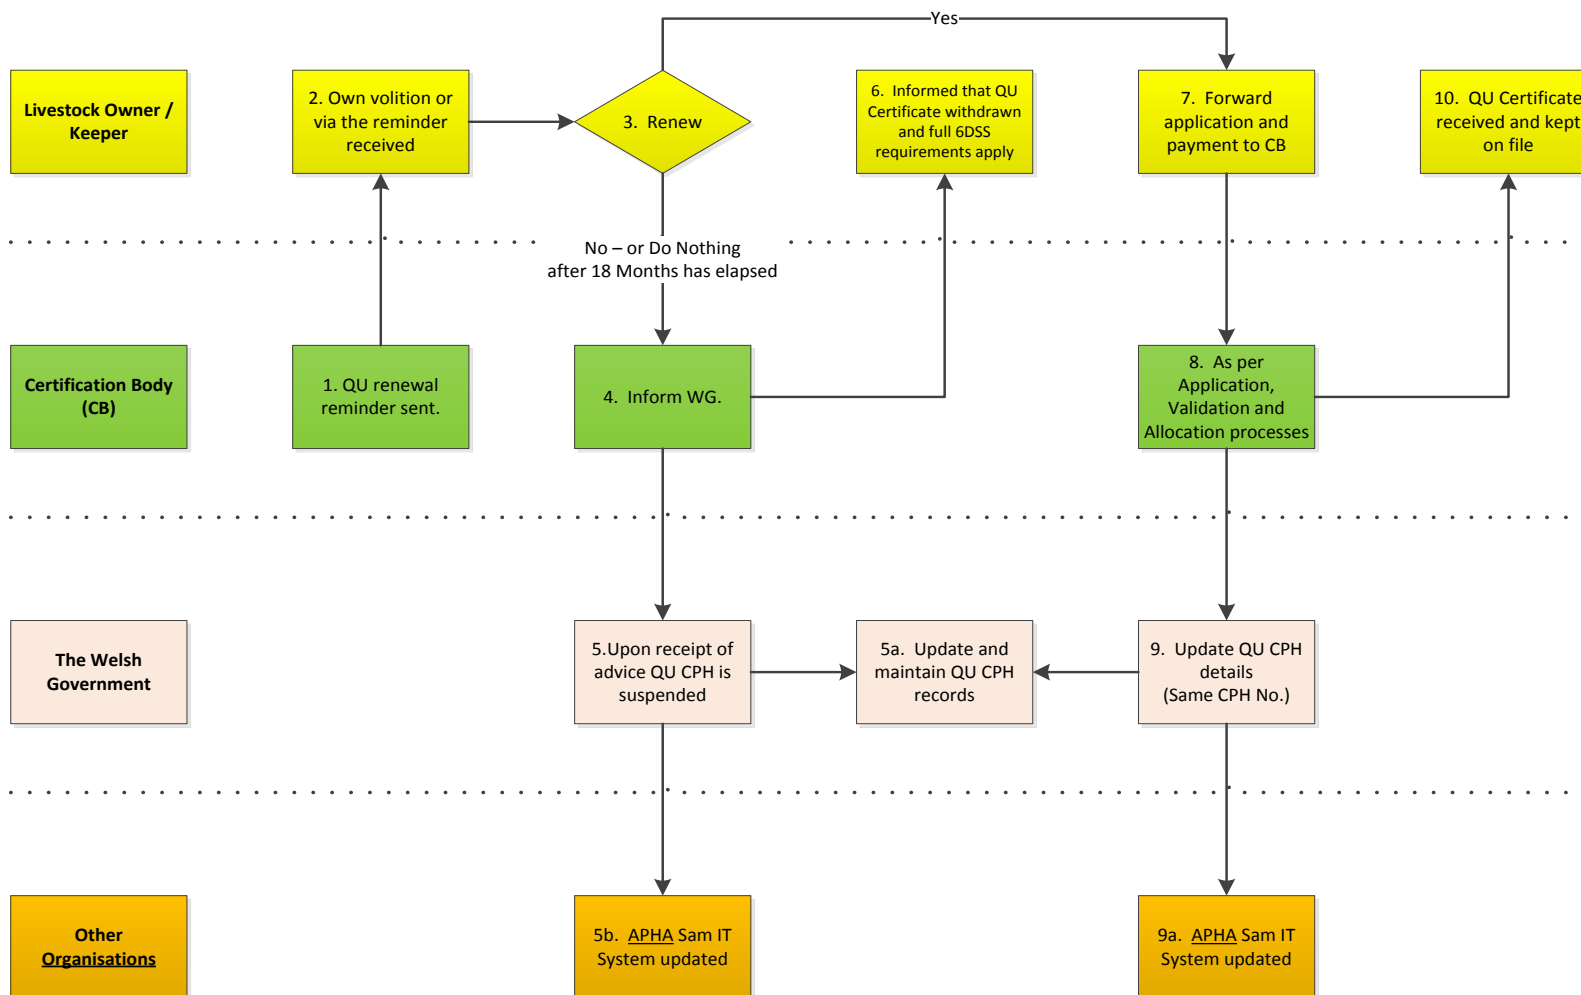 Yes
Livestock Owner /
Keeper
2. Own volition or
via the reminder
received
3. Renew
6. Informed that QU
Certificate withdrawn
and full 6DSS
requirements apply
7. Forward
application and
payment to CB
10. QU Certificate
received and kept
on file
No – or Do Nothing
after 18 Months has elapsed
Certification Body
(CB)
1. QU renewal
reminder sent.
4. Inform WG.
8. As per
Application,
Validation and
Allocation processes
The Welsh
Government
5.Upon receipt of
advice QU CPH is
suspended
5a. Update and
maintain QU CPH
records
9. Update QU CPH
details
(Same CPH No.)
Other
Organisations
5b. APHA Sam IT
System updated
9a. APHA Sam IT
System updated